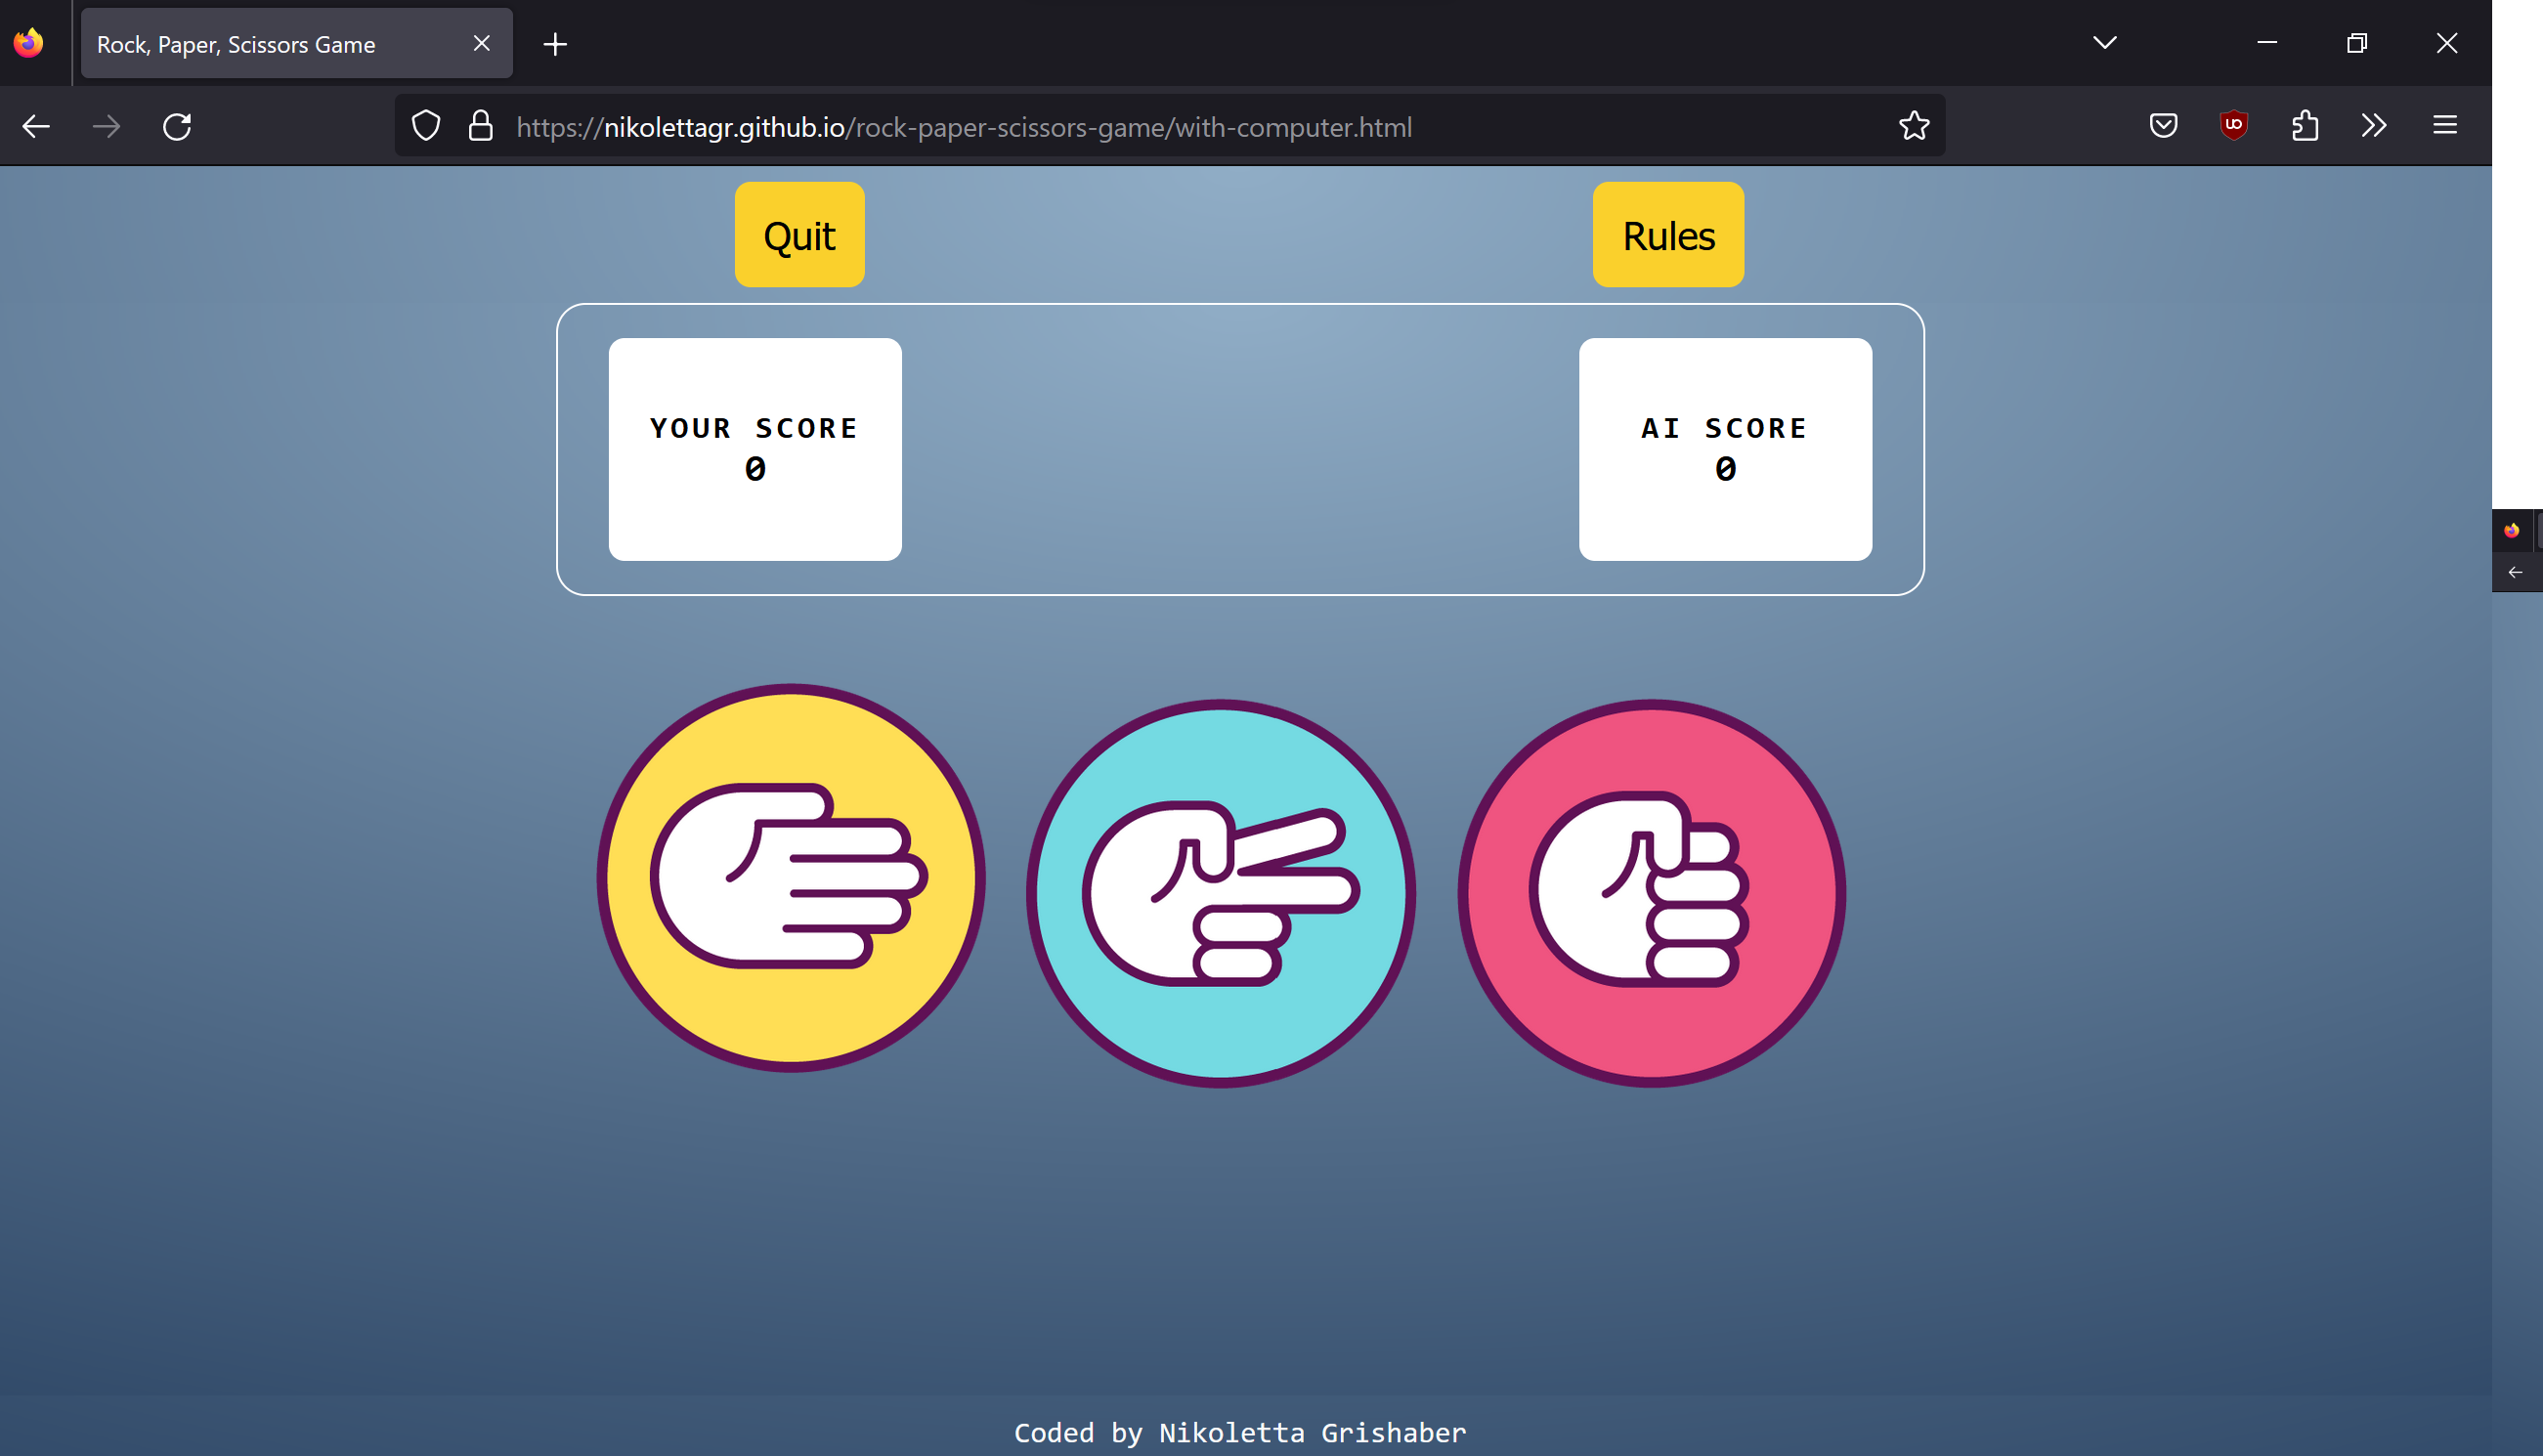 Rock, Paper, Scissors Game
https://nikolettagr.github.io/rock-paper-scissors-game/with-computer.html
Quit
Rules
YOUR SCORE
0
AI SCORE
0
Coded by Nikoletta Grishaber